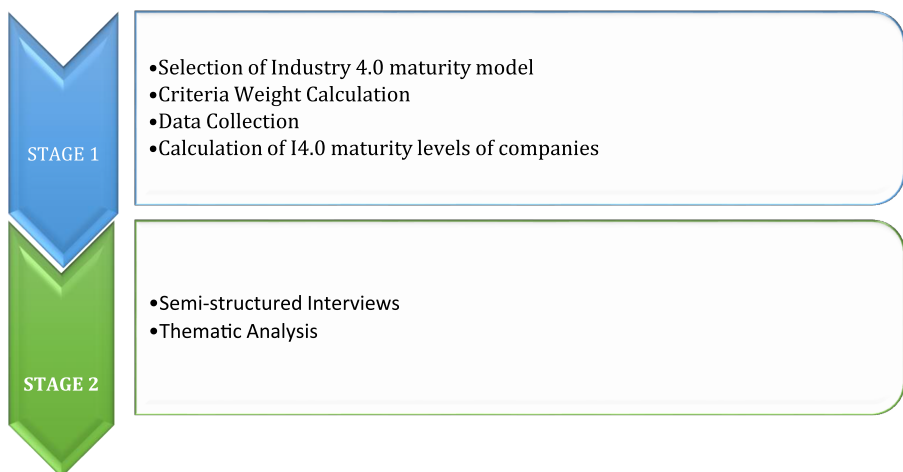 STAGE 1
•Selection of Industry 4.0 maturity model
•Criteria Weight Calculation
•Data Collection
•Calculation of I4.0 maturity levels of companies
STAGE 2
•Semi-structured Interviews
•Thematic Analysis